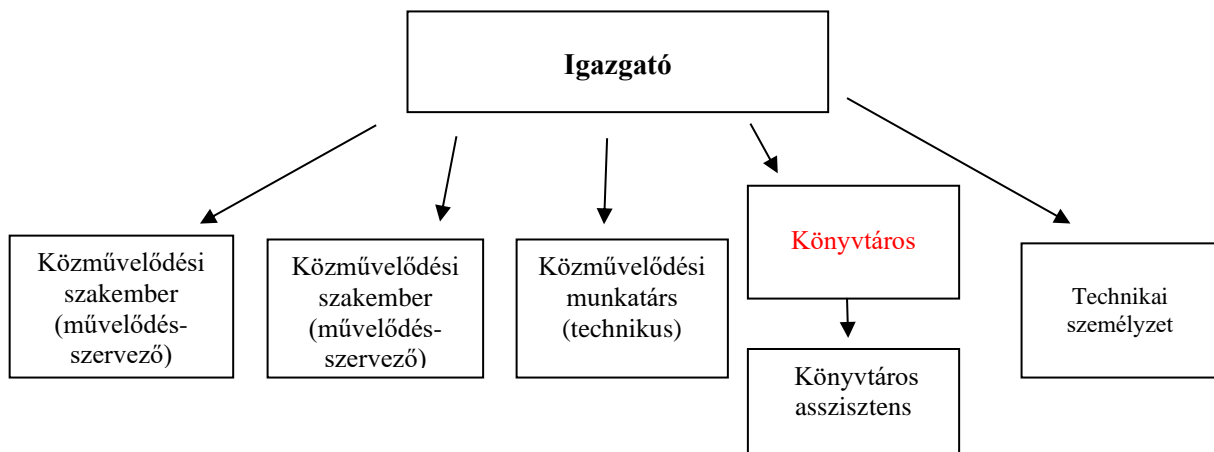 Igazgató
Közművelődési
szakember
(művelődés-
szervező)
Közművelődési
szakember
(művelődés-
szervező)
Közművelődési
munkatárs
(technikus)
Könyvtáros
Könyvtáros
asszisztens
Technikai
személyzet